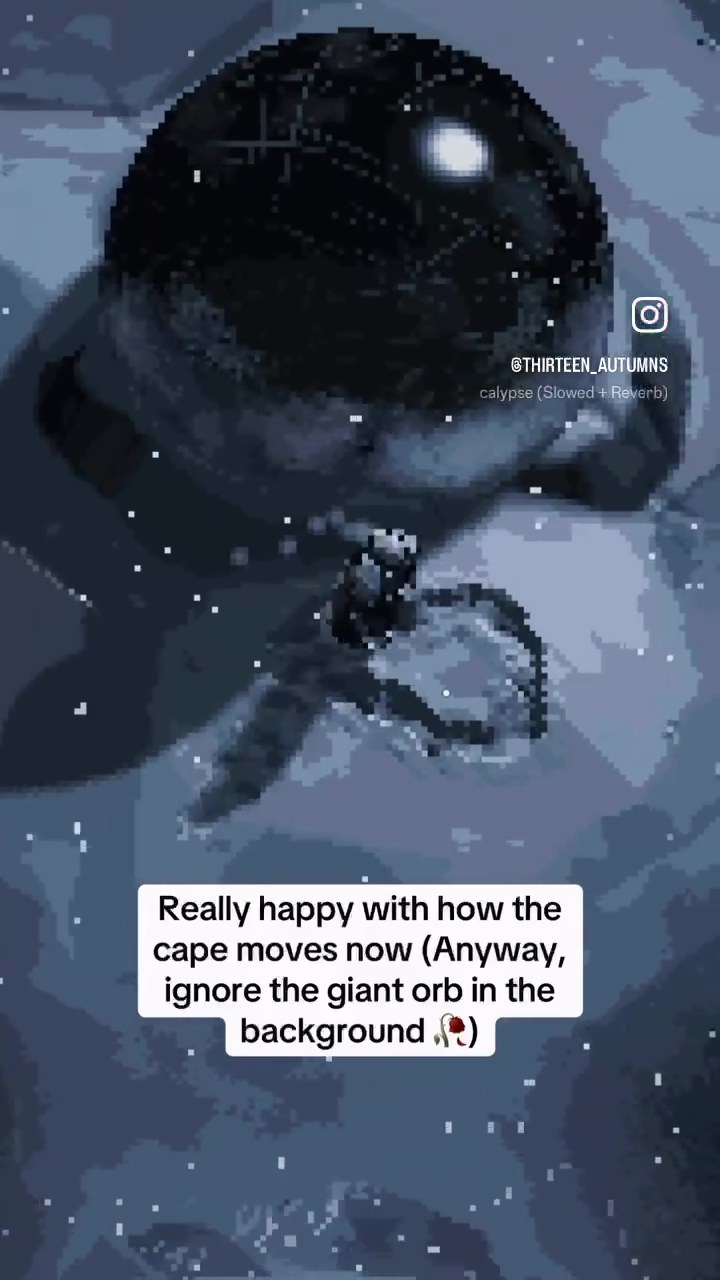 @THIRTEEN_AUTUMNS
calypse (Slowed + Reverb)
Really happy with how the
cape moves now (Anyway,
ignore the giant orb in the
background 🥀)